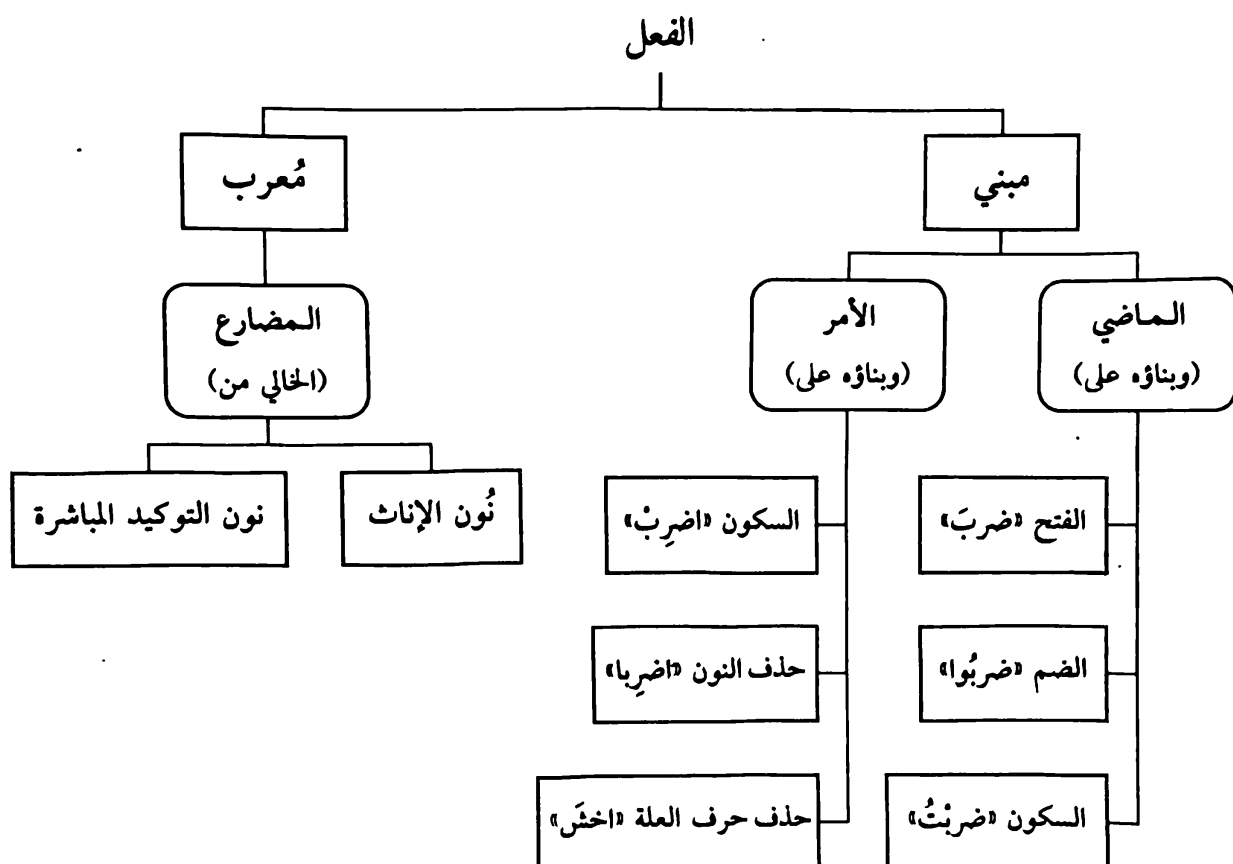 الفعل
مبني
مُعرب
الماضي
(وبناؤه على)
الأمر
(وبناؤه على)
المضارع
(الخالي من)
الفتح «ضربَ»
الضم «ضربُوا»
السكون «ضربْتُ»
السكون «اضرِبْ»
حذف النون «اضرِبا»
حذف حرف العلة «اخشَ»
نُون الإناث
نون التوكيد المباشرة